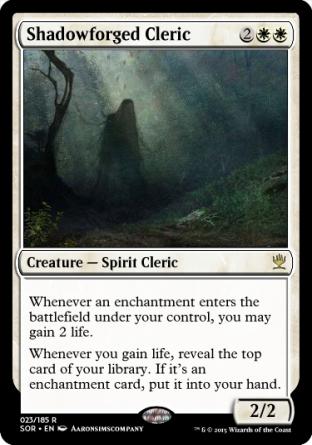 Shadowforged Cleric 2
Creature — Spirit Cleric
Whenever an enchantment enters the
battlefield under your control, you may
gain 2 life.
Whenever you gain life, reveal the top
card of your library. If it's an
enchantment card, put it into your hand.
2/2
023/185 R
SOR • EN AARONSIMSCOMPANY
™ & © 2015 Wizards of the Coast